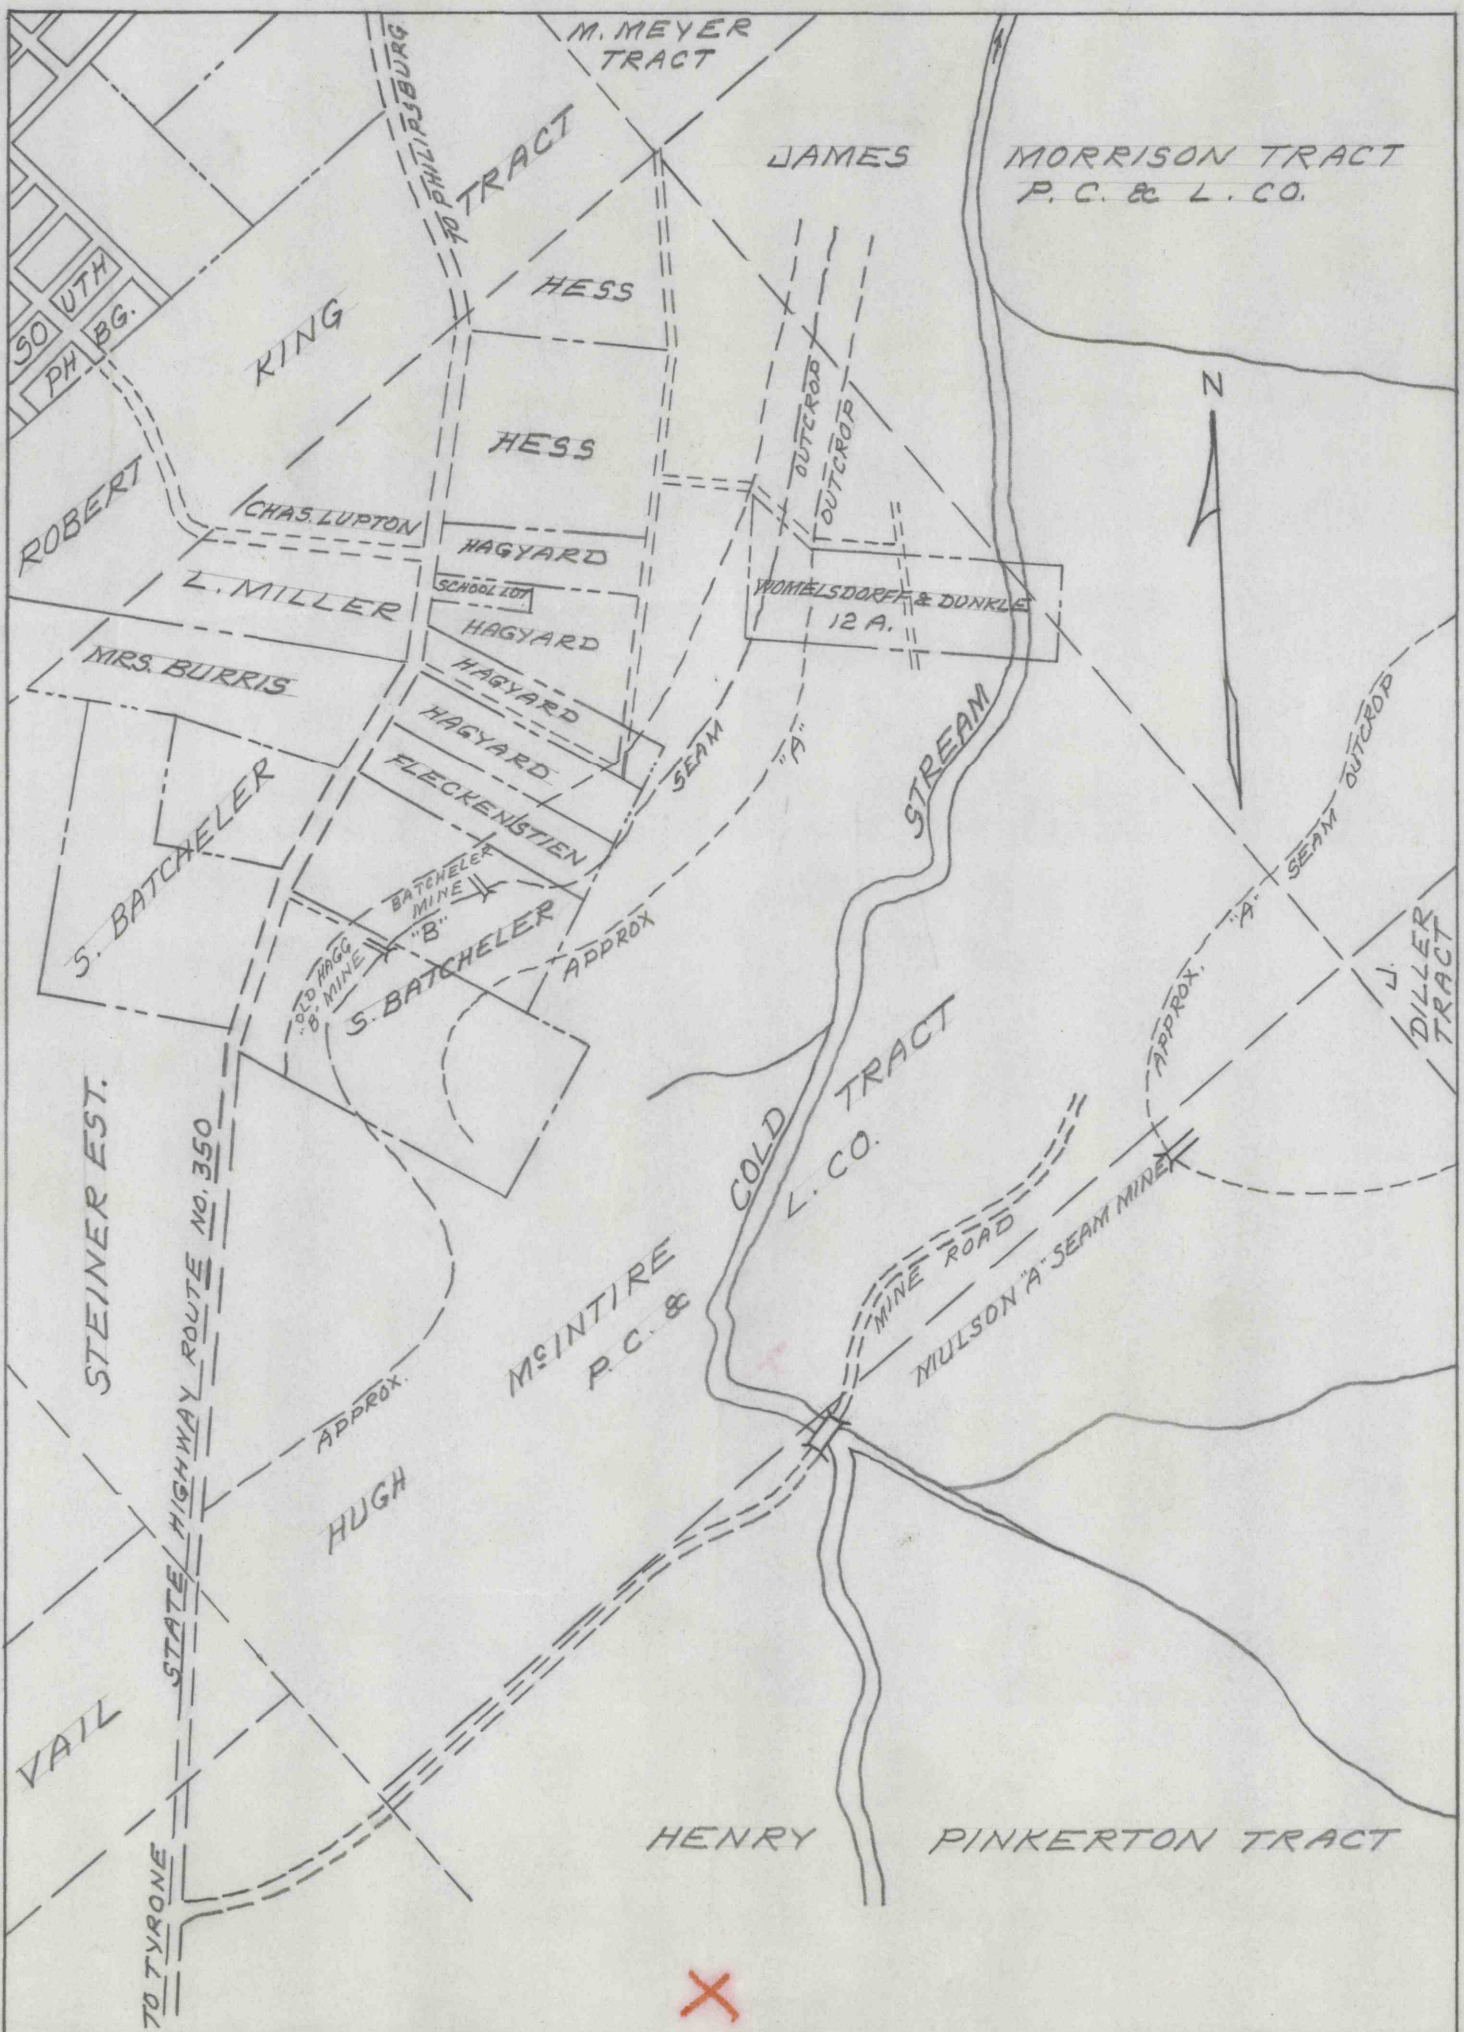 M. MEYER
TRACT
TO PHILIPSBURG
ROBERT KING TRACT
JAMES MORRISON TRACT
P. C. & L. CO.
SO UTH
PH BG.
HESS
HESS
N
OUTCROP
OUTCROP
CHAS. LUPTON
HAGYARD
L. MILLER
SCHOOL LOT
HAGYARD
WOMELSDORFF & DUNKLE
12 A.
MRS. BURRIS
HAGYARD
HAGYARD
FLECKENSTIEN
SEAM
"A"
COLD STREAM
S. BATCHELER
BATCHELER
MINE
"B"
OLD HAGG
"B" MINE
S. BATCHELER
APPROX
APPROX. "A" SEAM OUTCROP
J.
DILLER
TRACT
STEINER EST.
STATE HIGHWAY ROUTE NO. 350
HUGH McINTIRE TRACT
P. C. & L. CO.
MINE ROAD
MULSON "A" SEAM MINE
APPROX.
VAIL
HENRY PINKERTON TRACT
TO TYRONE
X